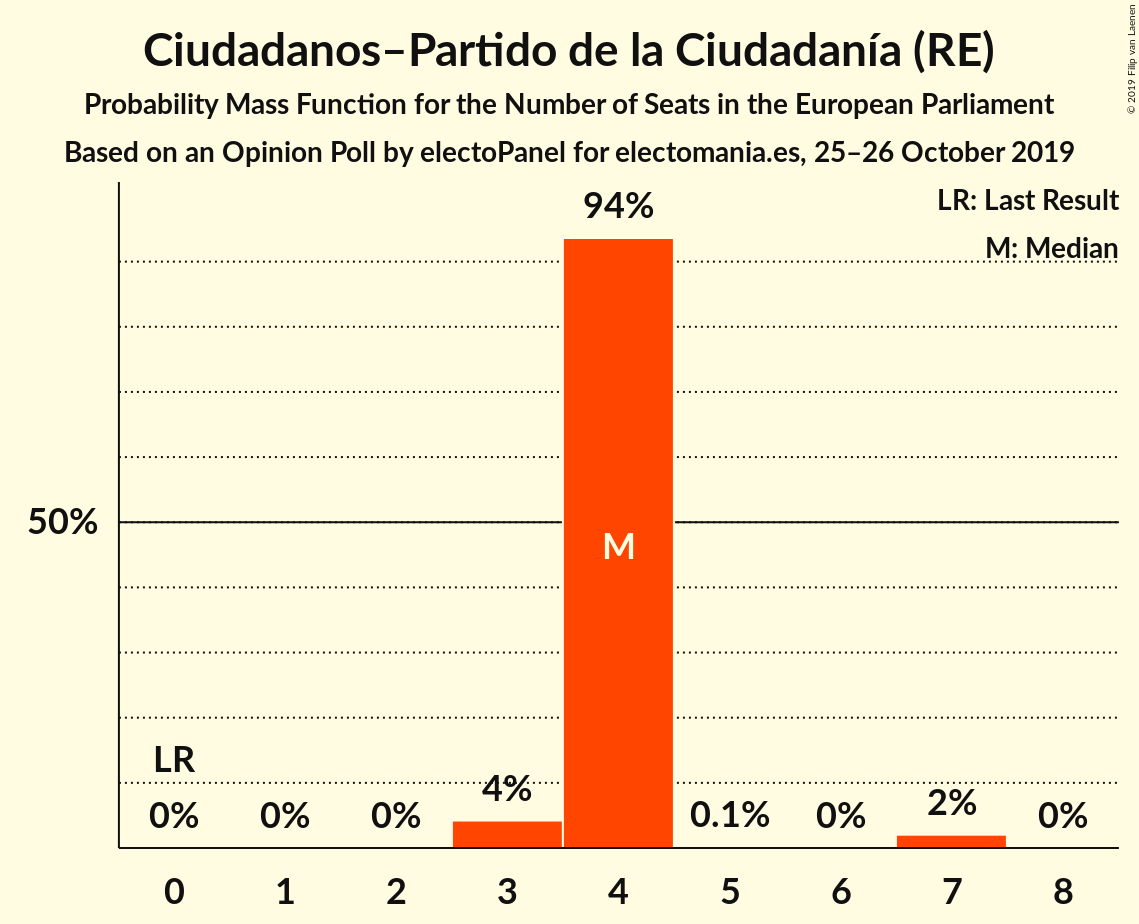 Ciudadanos–Partido de la Ciudadanía (RE)
Probability Mass Function for the Number of Seats in the European Parliament
Based on an Opinion Poll by electoPanel for electomania.es, 25–26 October 2019
© 2019 Filip van Laenen
LR: Last Result
M: Median
94%
50%
M
LR
0%
0%
0%
4%
0.1%
0%
2%
0%
0 1 2 3 4 5 6 7 8